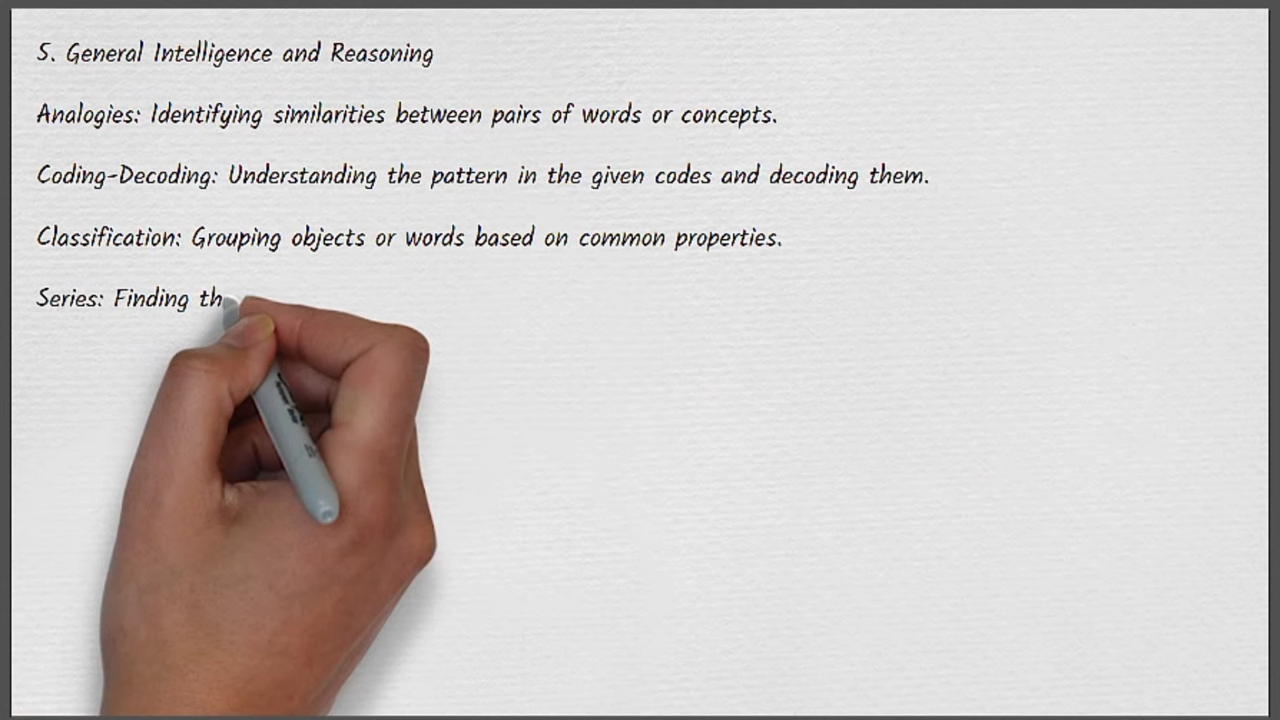 5. General Intelligence and Reasoning
Analogies: Identifying similarities between pairs of words or concepts.
Coding-Decoding: Understanding the pattern in the given codes and decoding them.
Classification: Grouping objects or words based on common properties.
Series: Finding th